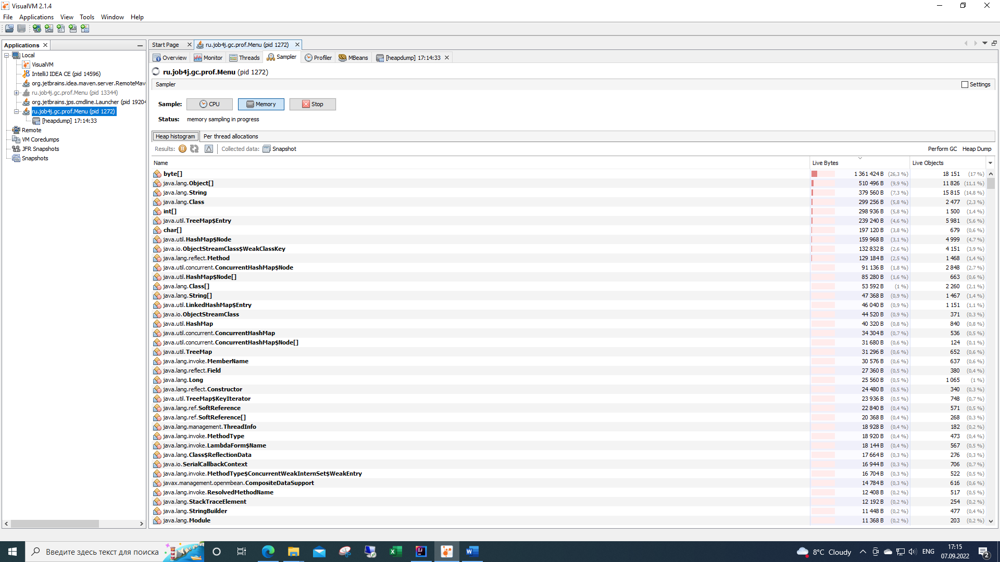 VisualVM 2.1.4
File Applications View Tools Window Help
Applications
Local
VisualVM
IntelliJ IDEA CE (pid 14596)
org.jetbrains.idea.maven.server.RemoteMav
ru.job4j.gc.prof.Menu (pid 13344)
org.jetbrains.jps.cmdline.Launcher (pid 19204
ru.job4j.gc.prof.Menu (pid 1272)
[heapdump] 17:14:33
Remote
VM Coredumps
JFR Snapshots
Snapshots
Start Page ru.job4j.gc.prof.Menu (pid 1272)
Overview Monitor Threads Sampler Profiler MBeans [heapdump] 17:14:33
ru.job4j.gc.prof.Menu (pid 1272)
Sampler Settings
Sample: CPU Memory Stop
Status: memory sampling in progress
Heap histogram Per thread allocations
Results: Collected data: Snapshot Perform GC Heap Dump
Name Live Bytes Live Objects
byte[] 1 361 424 B (26,3 %) 18 151 (17 %)
java.lang.Object[] 510 496 B (9,9 %) 11 826 (11,1 %)
java.lang.String 379 560 B (7,3 %) 15 815 (14,8 %)
java.lang.Class 299 256 B (5,8 %) 2 477 (2,3 %)
int[] 298 936 B (5,8 %) 1 500 (1,4 %)
java.util.TreeMap$Entry 239 240 B (4,6 %) 5 981 (5,6 %)
char[] 197 120 B (3,8 %) 679 (0,6 %)
java.util.HashMap$Node 159 968 B (3,1 %) 4 999 (4,7 %)
java.io.ObjectStreamClass$WeakClassKey 132 832 B (2,6 %) 4 151 (3,9 %)
java.lang.reflect.Method 129 184 B (2,5 %) 1 468 (1,4 %)
java.util.concurrent.ConcurrentHashMap$Node 91 136 B (1,8 %) 2 848 (2,7 %)
java.util.HashMap$Node[] 85 280 B (1,6 %) 663 (0,6 %)
java.lang.Class[] 53 592 B (1 %) 2 260 (2,1 %)
java.lang.String[] 47 368 B (0,9 %) 1 467 (1,4 %)
java.util.LinkedHashMap$Entry 46 040 B (0,9 %) 1 151 (1,1 %)
java.io.ObjectStreamClass 44 520 B (0,9 %) 371 (0,3 %)
java.util.HashMap 40 320 B (0,8 %) 840 (0,8 %)
java.util.concurrent.ConcurrentHashMap 34 304 B (0,7 %) 536 (0,5 %)
java.util.concurrent.ConcurrentHashMap$Node[] 31 680 B (0,6 %) 124 (0,1 %)
java.util.TreeMap 31 296 B (0,6 %) 652 (0,6 %)
java.lang.invoke.MemberName 30 576 B (0,6 %) 637 (0,6 %)
java.lang.reflect.Field 27 360 B (0,5 %) 380 (0,4 %)
java.lang.Long 25 560 B (0,5 %) 1 065 (1 %)
java.lang.reflect.Constructor 24 480 B (0,5 %) 340 (0,3 %)
java.util.TreeMap$KeyIterator 23 936 B (0,5 %) 748 (0,7 %)
java.lang.ref.SoftReference 22 840 B (0,4 %) 571 (0,5 %)
java.lang.ref.SoftReference[] 20 368 B (0,4 %) 268 (0,3 %)
java.lang.management.ThreadInfo 18 928 B (0,4 %) 182 (0,2 %)
java.lang.invoke.MethodType 18 920 B (0,4 %) 473 (0,4 %)
java.lang.invoke.LambdaForm$Name 18 144 B (0,4 %) 567 (0,5 %)
java.lang.Class$ReflectionData 17 664 B (0,3 %) 276 (0,3 %)
java.io.SerialCallbackContext 16 944 B (0,3 %) 706 (0,7 %)
java.lang.invoke.MethodType$ConcurrentWeakInternSet$WeakEntry 16 704 B (0,3 %) 522 (0,5 %)
javax.management.openmbean.CompositeDataSupport 14 784 B (0,3 %) 616 (0,6 %)
java.lang.invoke.ResolvedMethodName 12 408 B (0,2 %) 517 (0,5 %)
java.lang.StackTraceElement 12 192 B (0,2 %) 254 (0,2 %)
java.lang.StringBuilder 11 448 B (0,2 %) 477 (0,4 %)
java.lang.Module 11 368 B (0,2 %) 203 (0,2 %)
Введите здесь текст для поиска 8°C Cloudy ENG 17:15
07.09.2022 2